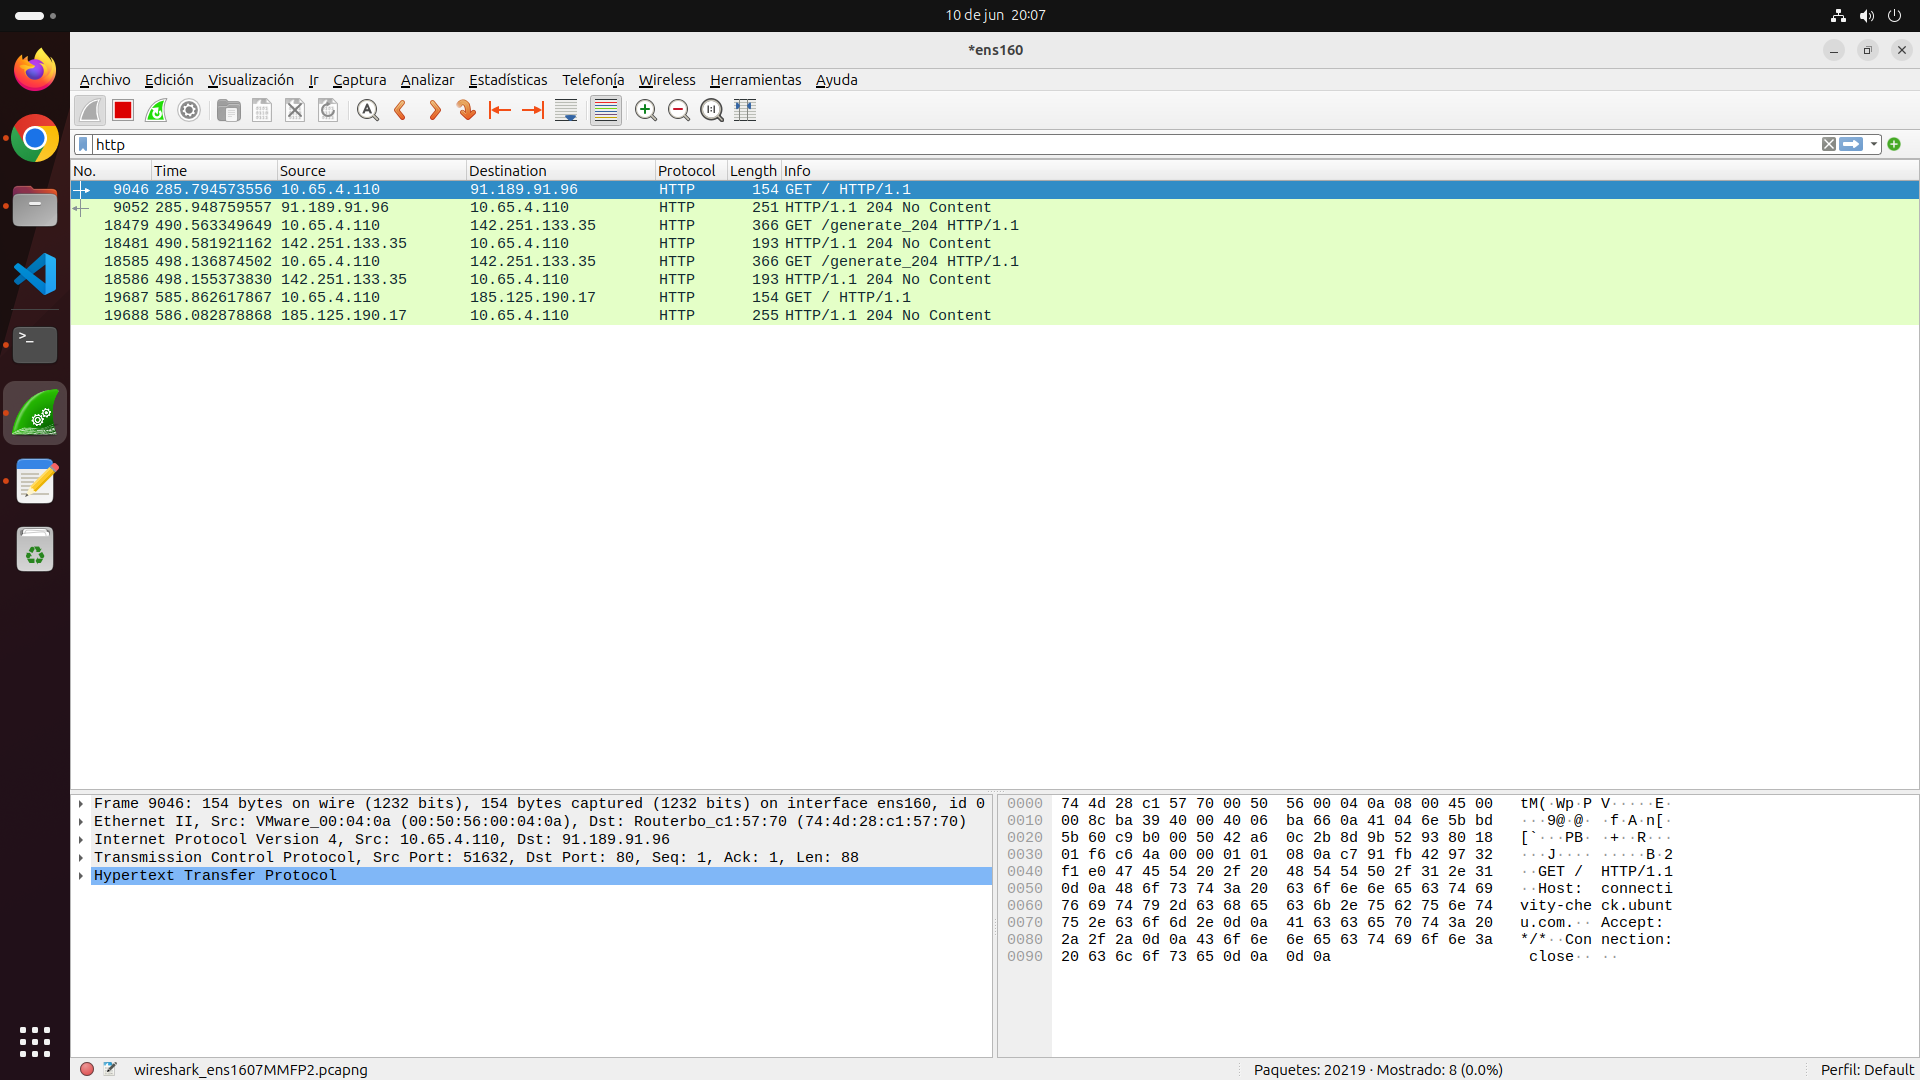 10 de jun 20:07
*ens160
Archivo Edición Visualización Ir Captura Analizar Estadísticas Telefonía Wireless Herramientas Ayuda
http
No. Time Source Destination Protocol Length Info
9046 285.794573556 10.65.4.110 91.189.91.96 HTTP 154 GET / HTTP/1.1
9052 285.948759557 91.189.91.96 10.65.4.110 HTTP 251 HTTP/1.1 204 No Content
18479 490.563349649 10.65.4.110 142.251.133.35 HTTP 366 GET /generate_204 HTTP/1.1
18481 490.581921162 142.251.133.35 10.65.4.110 HTTP 193 HTTP/1.1 204 No Content
18585 498.136874502 10.65.4.110 142.251.133.35 HTTP 366 GET /generate_204 HTTP/1.1
18586 498.155373830 142.251.133.35 10.65.4.110 HTTP 193 HTTP/1.1 204 No Content
19687 585.862617867 10.65.4.110 185.125.190.17 HTTP 154 GET / HTTP/1.1
19688 586.082878868 185.125.190.17 10.65.4.110 HTTP 255 HTTP/1.1 204 No Content
Frame 9046: 154 bytes on wire (1232 bits), 154 bytes captured (1232 bits) on interface ens160, id 0
Ethernet II, Src: VMware_00:04:0a (00:50:56:00:04:0a), Dst: Routerbo_c1:57:70 (74:4d:28:c1:57:70)
Internet Protocol Version 4, Src: 10.65.4.110, Dst: 91.189.91.96
Transmission Control Protocol, Src Port: 51632, Dst Port: 80, Seq: 1, Ack: 1, Len: 88
Hypertext Transfer Protocol
0000 74 4d 28 c1 57 70 00 50 56 00 04 0a 08 00 45 00 tM(·Wp·P V·····E·
0010 00 8c ba 39 40 00 40 06 ba 66 0a 41 04 6e 5b bd ···9@·@· ·f·A·n[·
0020 5b 60 c9 b0 00 50 42 a6 0c 2b 8d 9b 52 93 80 18 [`···PB· ·+··R···
0030 01 f6 c6 4a 00 00 01 01 08 0a c7 91 fb 42 97 32 ···J···· ·····B·2
0040 f1 e0 47 45 54 20 2f 20 48 54 54 50 2f 31 2e 31 ··GET / HTTP/1.1
0050 0d 0a 48 6f 73 74 3a 20 63 6f 6e 6e 65 63 74 69 ··Host: connecti
0060 76 69 74 79 2d 63 68 65 63 6b 2e 75 62 75 6e 74 vity-che ck.ubunt
0070 75 2e 63 6f 6d 2e 0d 0a 41 63 63 65 70 74 3a 20 u.com.·· Accept:
0080 2a 2f 2a 0d 0a 43 6f 6e 6e 65 63 74 69 6f 6e 3a */*··Con nection:
0090 20 63 6c 6f 73 65 0d 0a 0d 0a close·· ··
wireshark_ens1607MMFP2.pcapng Paquetes: 20219 · Mostrado: 8 (0.0%) Perfil: Default